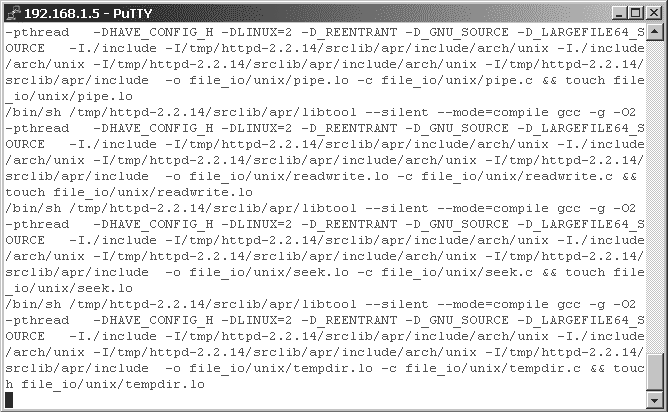 192.168.1.5 - PuTTY
-pthread   -DHAVE_CONFIG_H -DLINUX=2 -D_REENTRANT -D_GNU_SOURCE -D_LARGEFILE64_S
OURCE   -I./include -I/tmp/httpd-2.2.14/srclib/apr/include/arch/unix -I./include
/arch/unix -I/tmp/httpd-2.2.14/srclib/apr/include/arch/unix -I/tmp/httpd-2.2.14/
srclib/apr/include  -o file_io/unix/pipe.lo -c file_io/unix/pipe.c && touch file
_io/unix/pipe.lo
/bin/sh /tmp/httpd-2.2.14/srclib/apr/libtool --silent --mode=compile gcc -g -O2
-pthread   -DHAVE_CONFIG_H -DLINUX=2 -D_REENTRANT -D_GNU_SOURCE -D_LARGEFILE64_S
OURCE   -I./include -I/tmp/httpd-2.2.14/srclib/apr/include/arch/unix -I./include
/arch/unix -I/tmp/httpd-2.2.14/srclib/apr/include/arch/unix -I/tmp/httpd-2.2.14/
srclib/apr/include  -o file_io/unix/readwrite.lo -c file_io/unix/readwrite.c &&
touch file_io/unix/readwrite.lo
/bin/sh /tmp/httpd-2.2.14/srclib/apr/libtool --silent --mode=compile gcc -g -O2
-pthread   -DHAVE_CONFIG_H -DLINUX=2 -D_REENTRANT -D_GNU_SOURCE -D_LARGEFILE64_S
OURCE   -I./include -I/tmp/httpd-2.2.14/srclib/apr/include/arch/unix -I./include
/arch/unix -I/tmp/httpd-2.2.14/srclib/apr/include/arch/unix -I/tmp/httpd-2.2.14/
srclib/apr/include  -o file_io/unix/seek.lo -c file_io/unix/seek.c && touch file
_io/unix/seek.lo
/bin/sh /tmp/httpd-2.2.14/srclib/apr/libtool --silent --mode=compile gcc -g -O2
-pthread   -DHAVE_CONFIG_H -DLINUX=2 -D_REENTRANT -D_GNU_SOURCE -D_LARGEFILE64_S
OURCE   -I./include -I/tmp/httpd-2.2.14/srclib/apr/include/arch/unix -I./include
/arch/unix -I/tmp/httpd-2.2.14/srclib/apr/include/arch/unix -I/tmp/httpd-2.2.14/
srclib/apr/include  -o file_io/unix/tempdir.lo -c file_io/unix/tempdir.c && touc
h file_io/unix/tempdir.lo